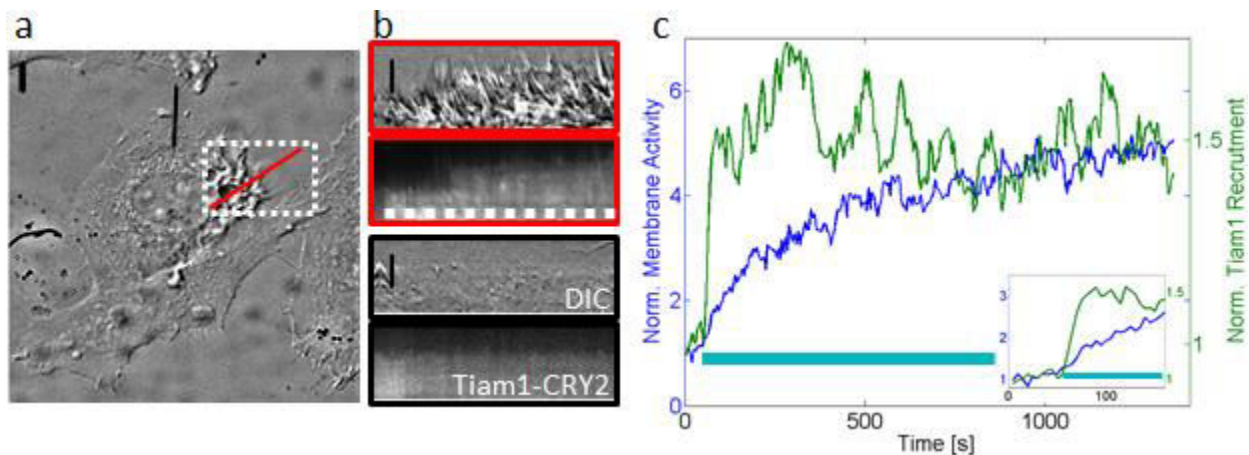 a
b
DIC
Tiam1-CRY2
c
Norm. Membrane Activity
6
4
2
0
Norm. Tiam1 Recrutment
1.5
1
0
500
1000
Time [s]
3
2
1
1.5
1
0
100